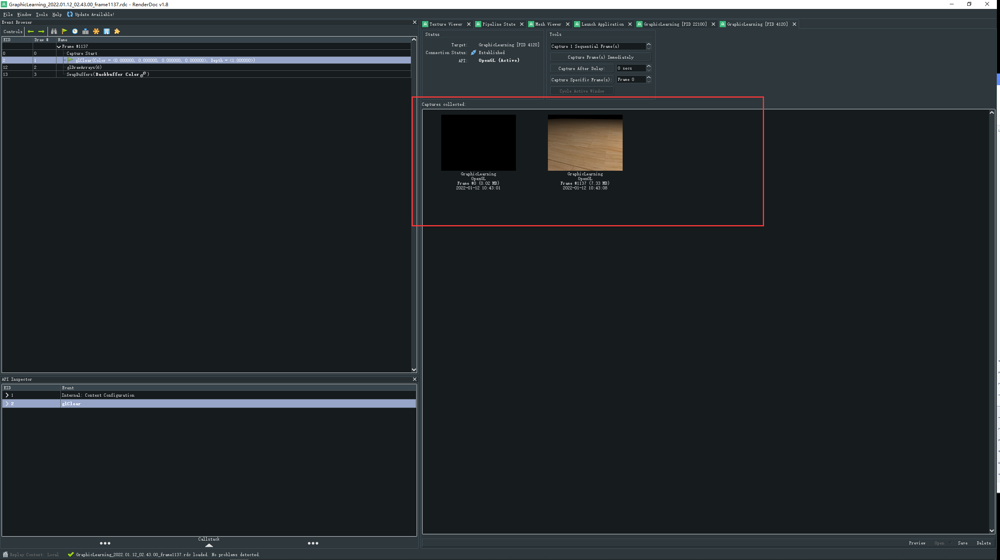 GraphicLearning_2022.01.12_02.43.00_frame1137.rdc - RenderDoc v1.8
File Window Tools Help Update Available!
Event Browser
Controls
EID Draw # Name
Frame #1137
0 0 Capture Start
2 1 glClear(Color = <0.000000, 0.000000, 0.000000, 0.000000>, Depth = <1.000000>)
12 2 glDrawArrays(6)
13 3 SwapBuffers(Backbuffer Color )
API Inspector
EID Event
1 Internal: Context Configuration
2 glClear
Callstack
Texture Viewer Pipeline State Mesh Viewer Launch Application GraphicLearning [PID 22100] GraphicLearning [PID 4120]
Status
Target: GraphicLearning [PID 4120]
Connection Status: Established
API: OpenGL (Active)
Tools
Capture 1 Sequential Frame(s)
Capture Frame(s) Immediately
Capture After Delay: 0 secs
Capture Specific Frame(s): Frame 0
Cycle Active Window
Captures collected:
GraphicLearning
OpenGL
Frame #0 (0.02 MB)
2022-01-12 10:43:01
GraphicLearning
OpenGL
Frame #1137 (7.33 MB)
2022-01-12 10:43:08
Preview Open Save Delete
Replay Context: Local GraphicLearning_2022.01.12_02.43.00_frame1137.rdc loaded. No problems detected.